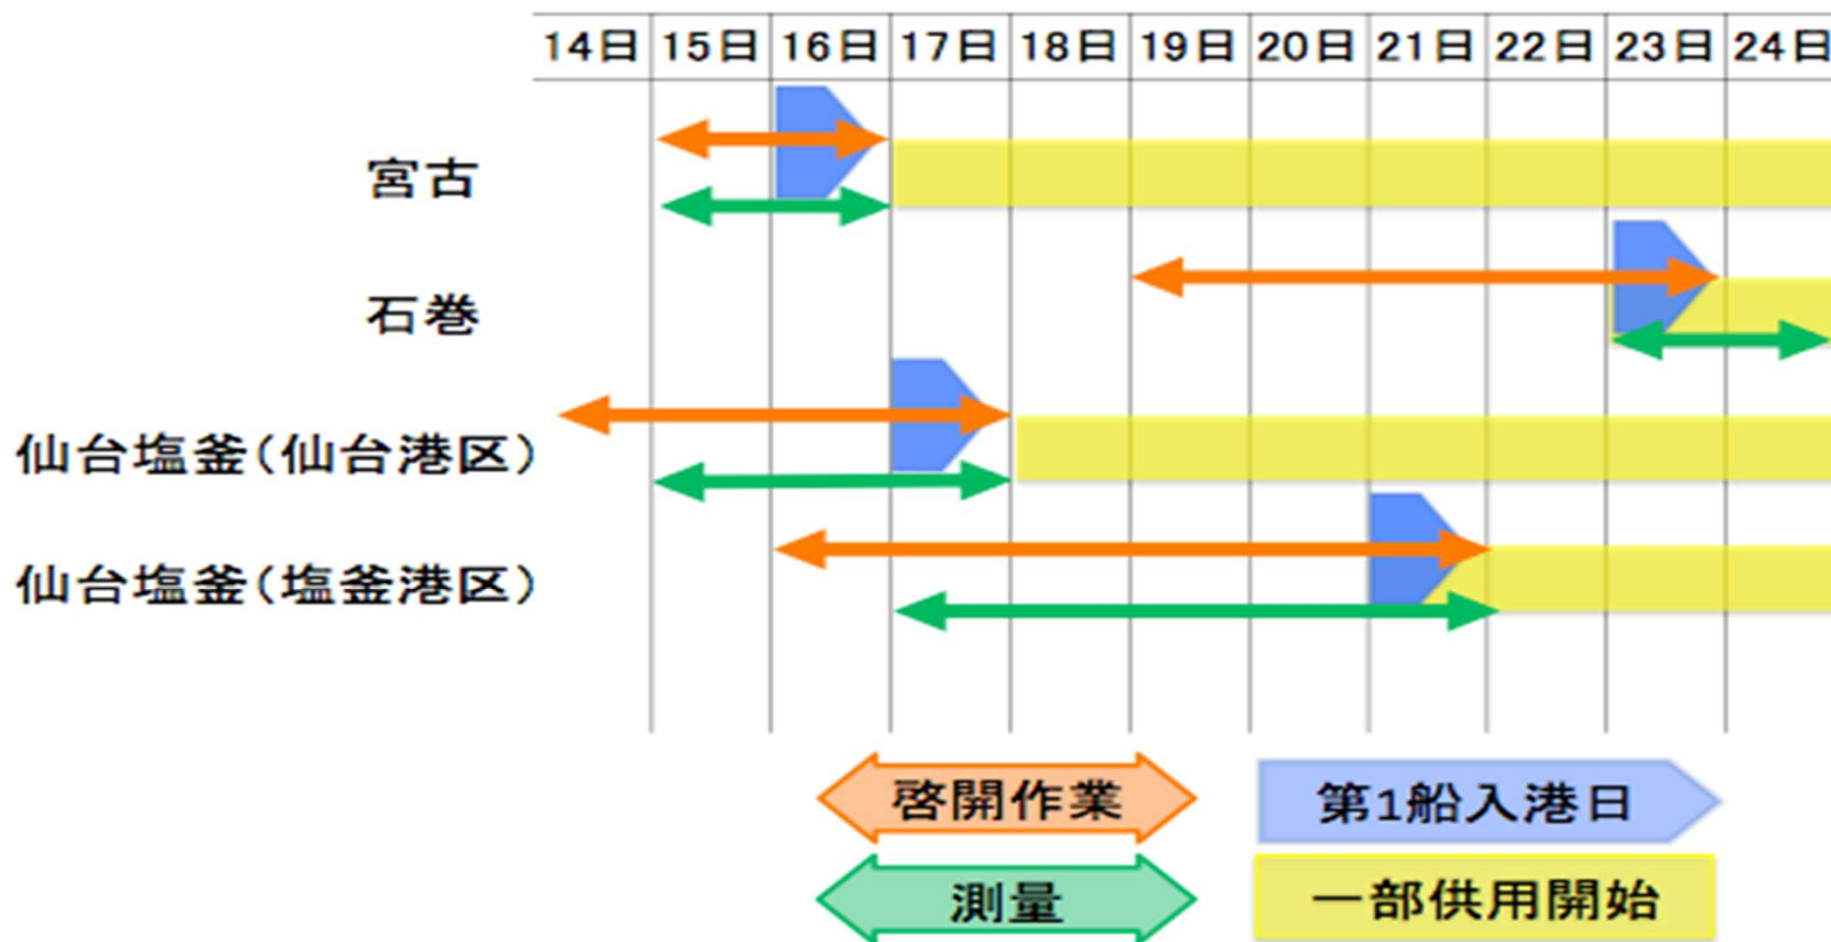 14日 15日 16日 17日 18日 19日 20日 21日 22日 23日 24日
宮古
石巻
仙台塩釜(仙台港区)
仙台塩釜(塩釜港区)
啓開作業
第1船入港日
測量
一部供用開始